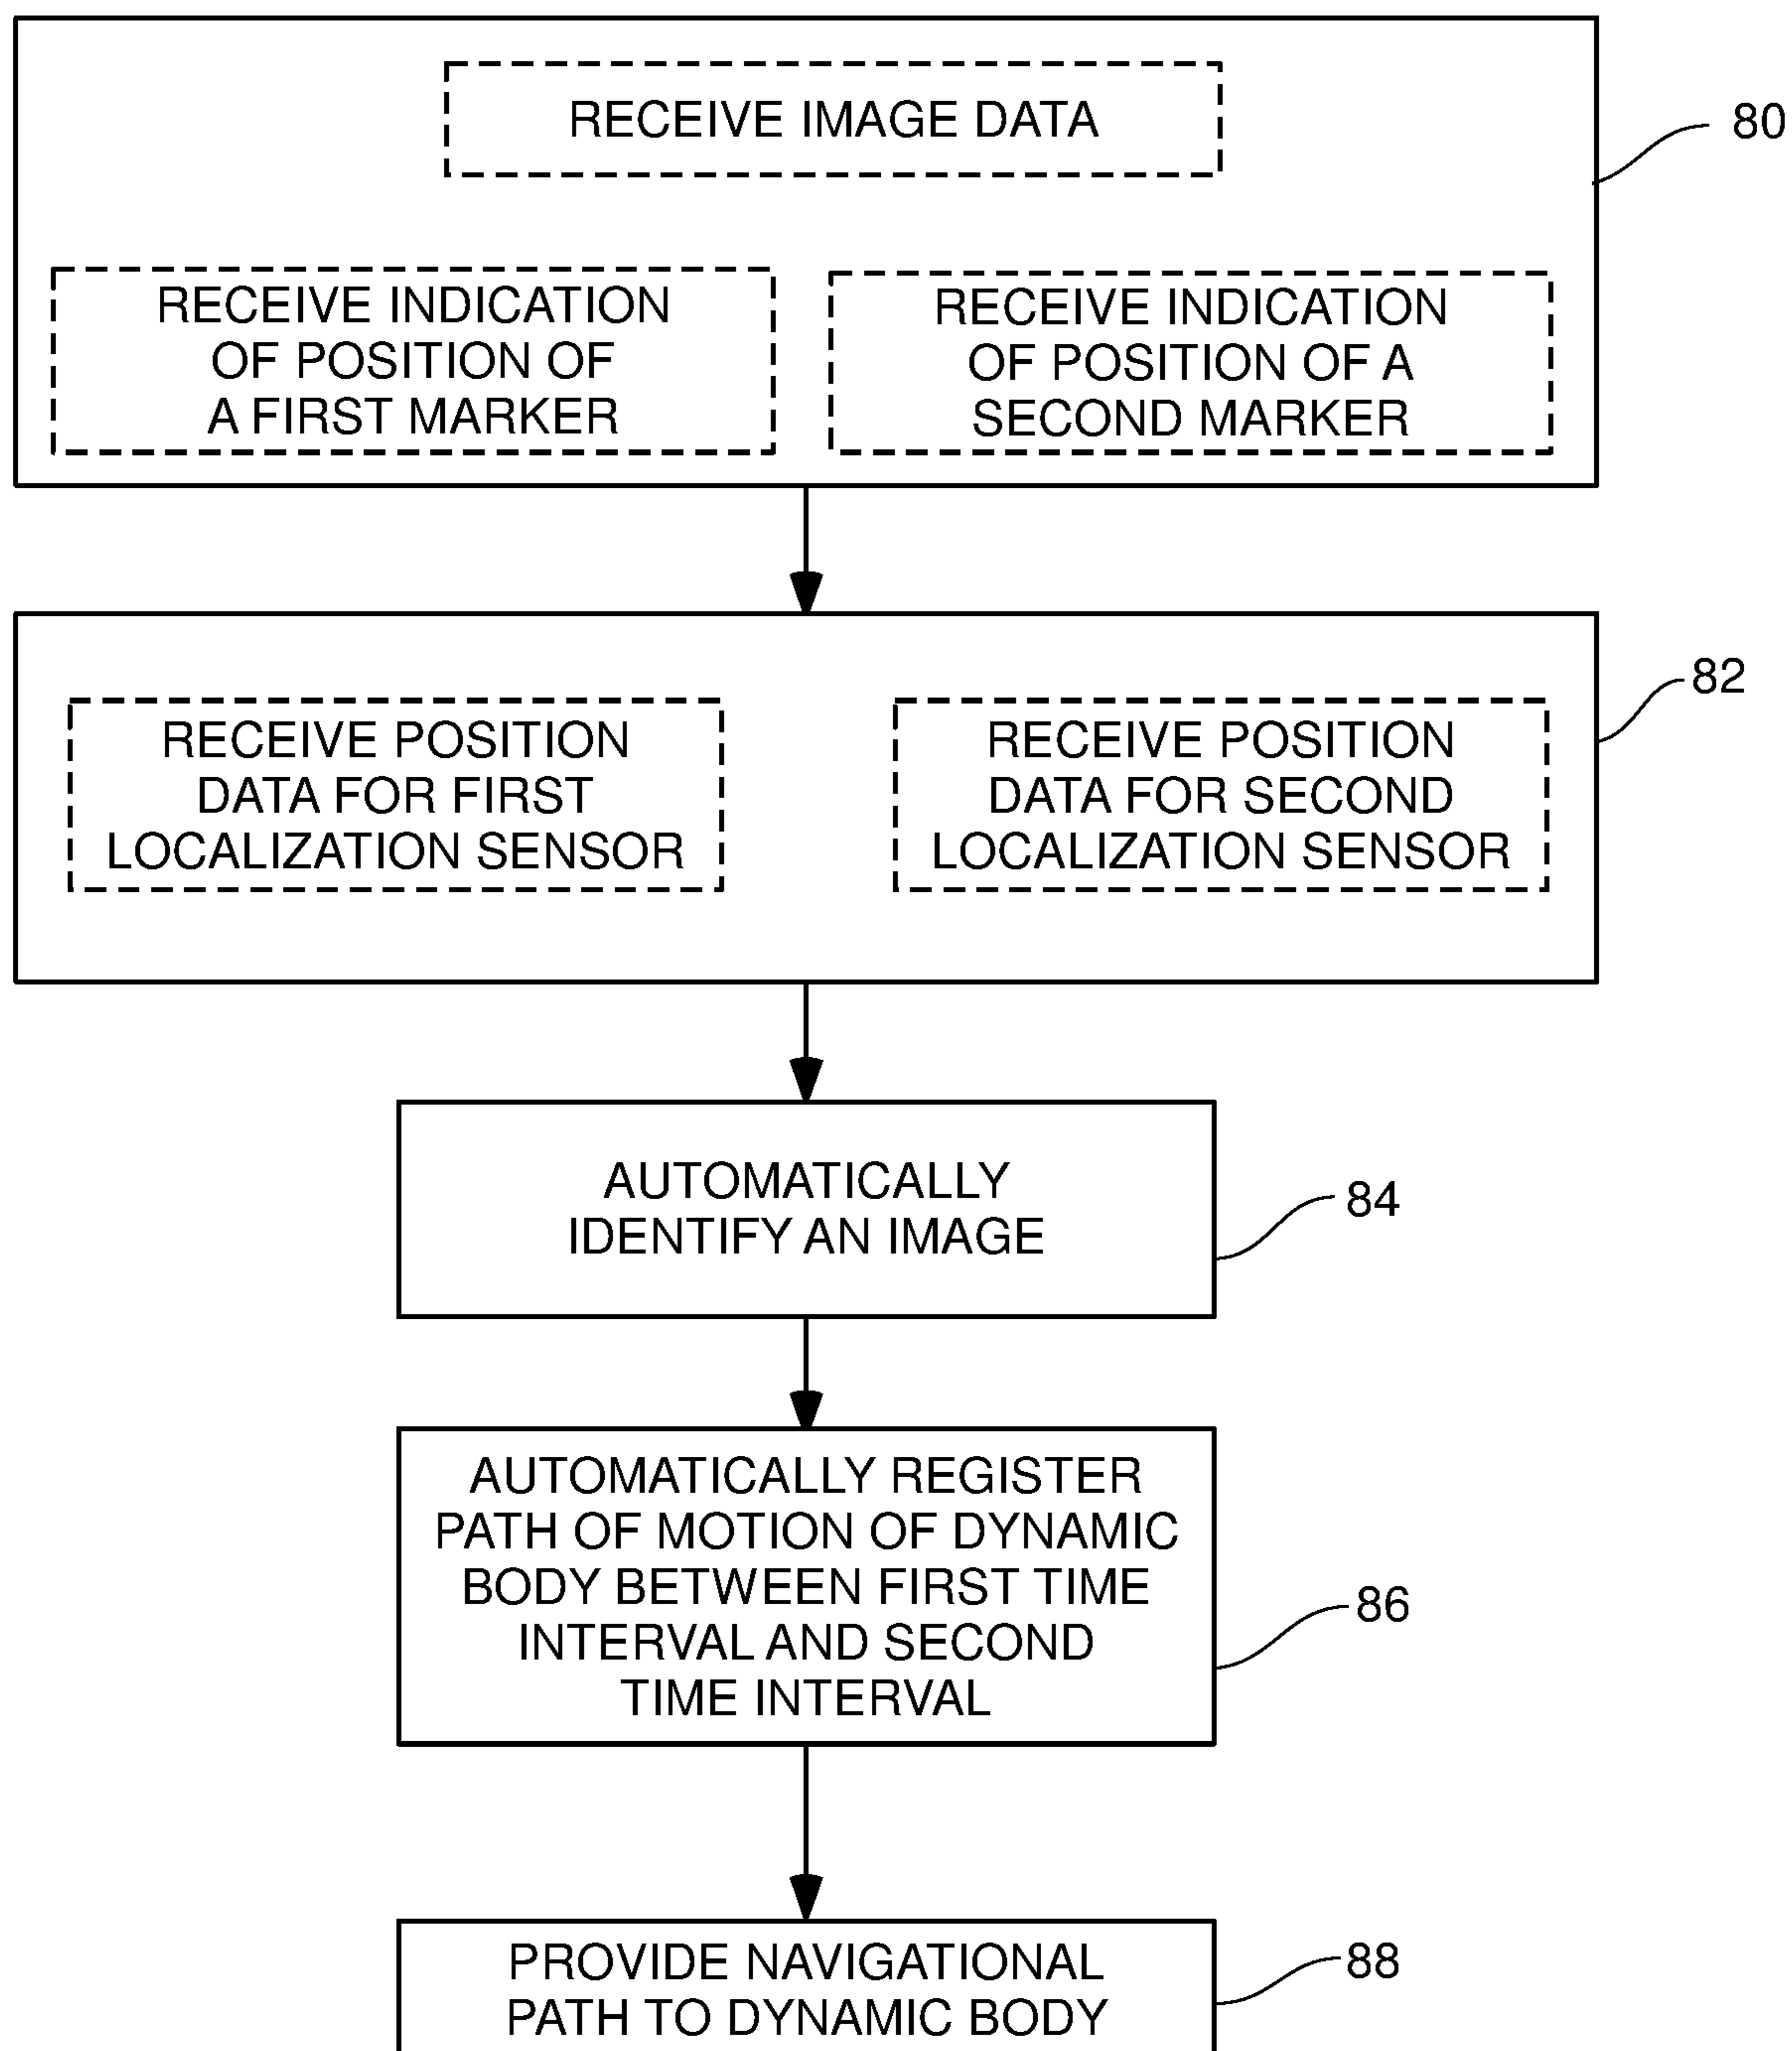 RECEIVE IMAGE DATA
80
RECEIVE INDICATION
OF POSITION OF
A FIRST MARKER
RECEIVE INDICATION
OF POSITION OF A
SECOND MARKER
82
RECEIVE POSITION
DATA FOR FIRST
LOCALIZATION SENSOR
RECEIVE POSITION
DATA FOR SECOND
LOCALIZATION SENSOR
AUTOMATICALLY
IDENTIFY AN IMAGE
84
AUTOMATICALLY REGISTER
PATH OF MOTION OF DYNAMIC
BODY BETWEEN FIRST TIME
INTERVAL AND SECOND
TIME INTERVAL
86
PROVIDE NAVIGATIONAL
PATH TO DYNAMIC BODY
88